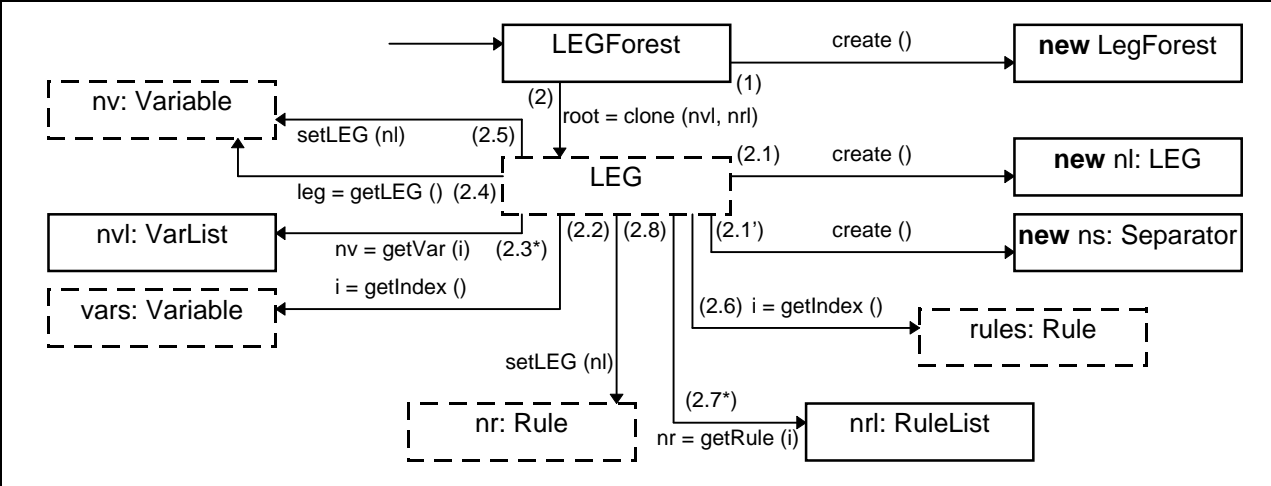 LEGForest
create ()
new LegForest
(1)
nv: Variable
(2)
root = clone (nvl, nrl)
setLEG (nl)
(2.5)
(2.1)
create ()
new nl: LEG
LEG
leg = getLEG ()
(2.4)
nvl: VarList
nv = getVar (i)
(2.3*)
(2.2)
(2.8)
(2.1')
create ()
new ns: Separator
i = getIndex ()
vars: Variable
(2.6)
i = getIndex ()
rules: Rule
setLEG (nl)
(2.7*)
nr: Rule
nr = getRule (i)
nrl: RuleList